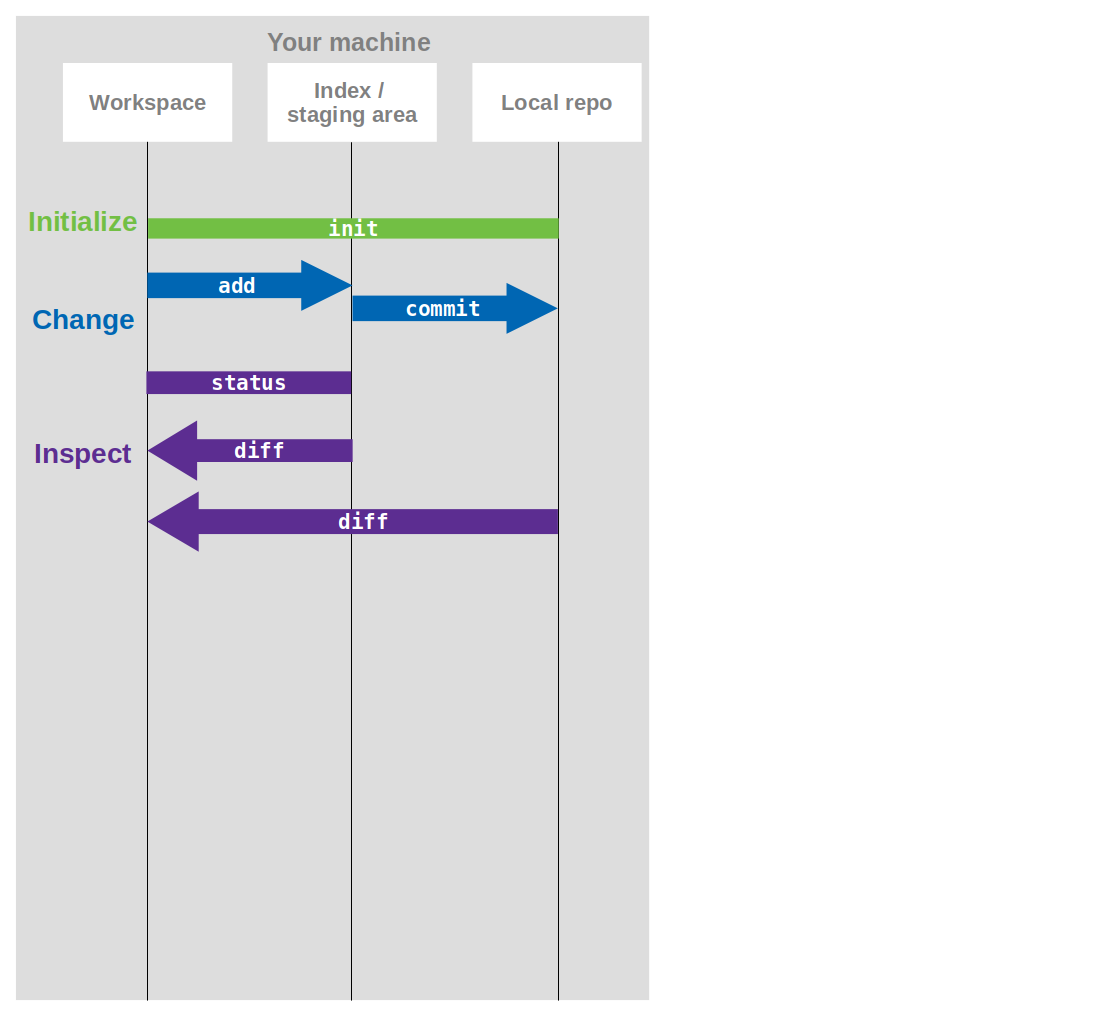 Your machine
Workspace
Index /
staging area
Local repo
Initialize
init
add
commit
Change
status
Inspect
diff
diff